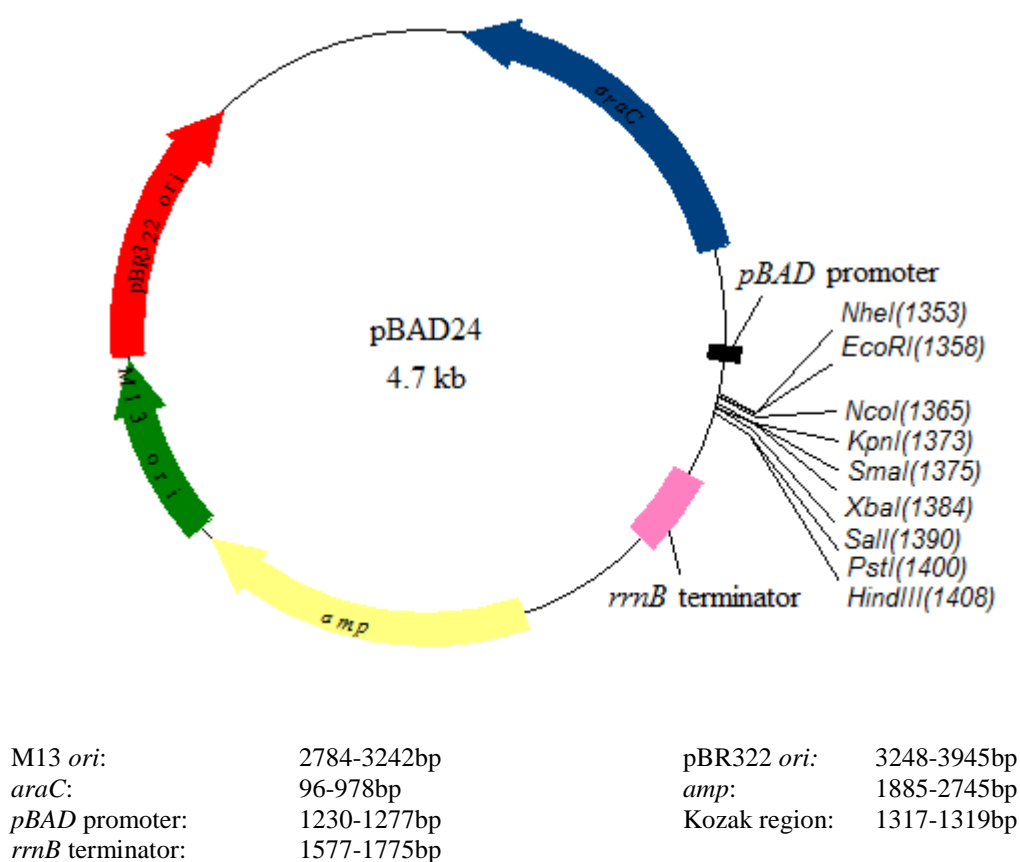 araC
pBR322 ori
pBAD promoter
NheI(1353)
EcoRI(1358)
pBAD24
4.7 kb
NcoI(1365)
KpnI(1373)
SmaI(1375)
XbaI(1384)
SalI(1390)
PstI(1400)
HindIII(1408)
M13 ori
rrnB terminator
amp
M13 ori: 2784-3242bp pBR322 ori: 3248-3945bp
araC: 96-978bp amp: 1885-2745bp
pBAD promoter: 1230-1277bp Kozak region: 1317-1319bp
rrnB terminator: 1577-1775bp